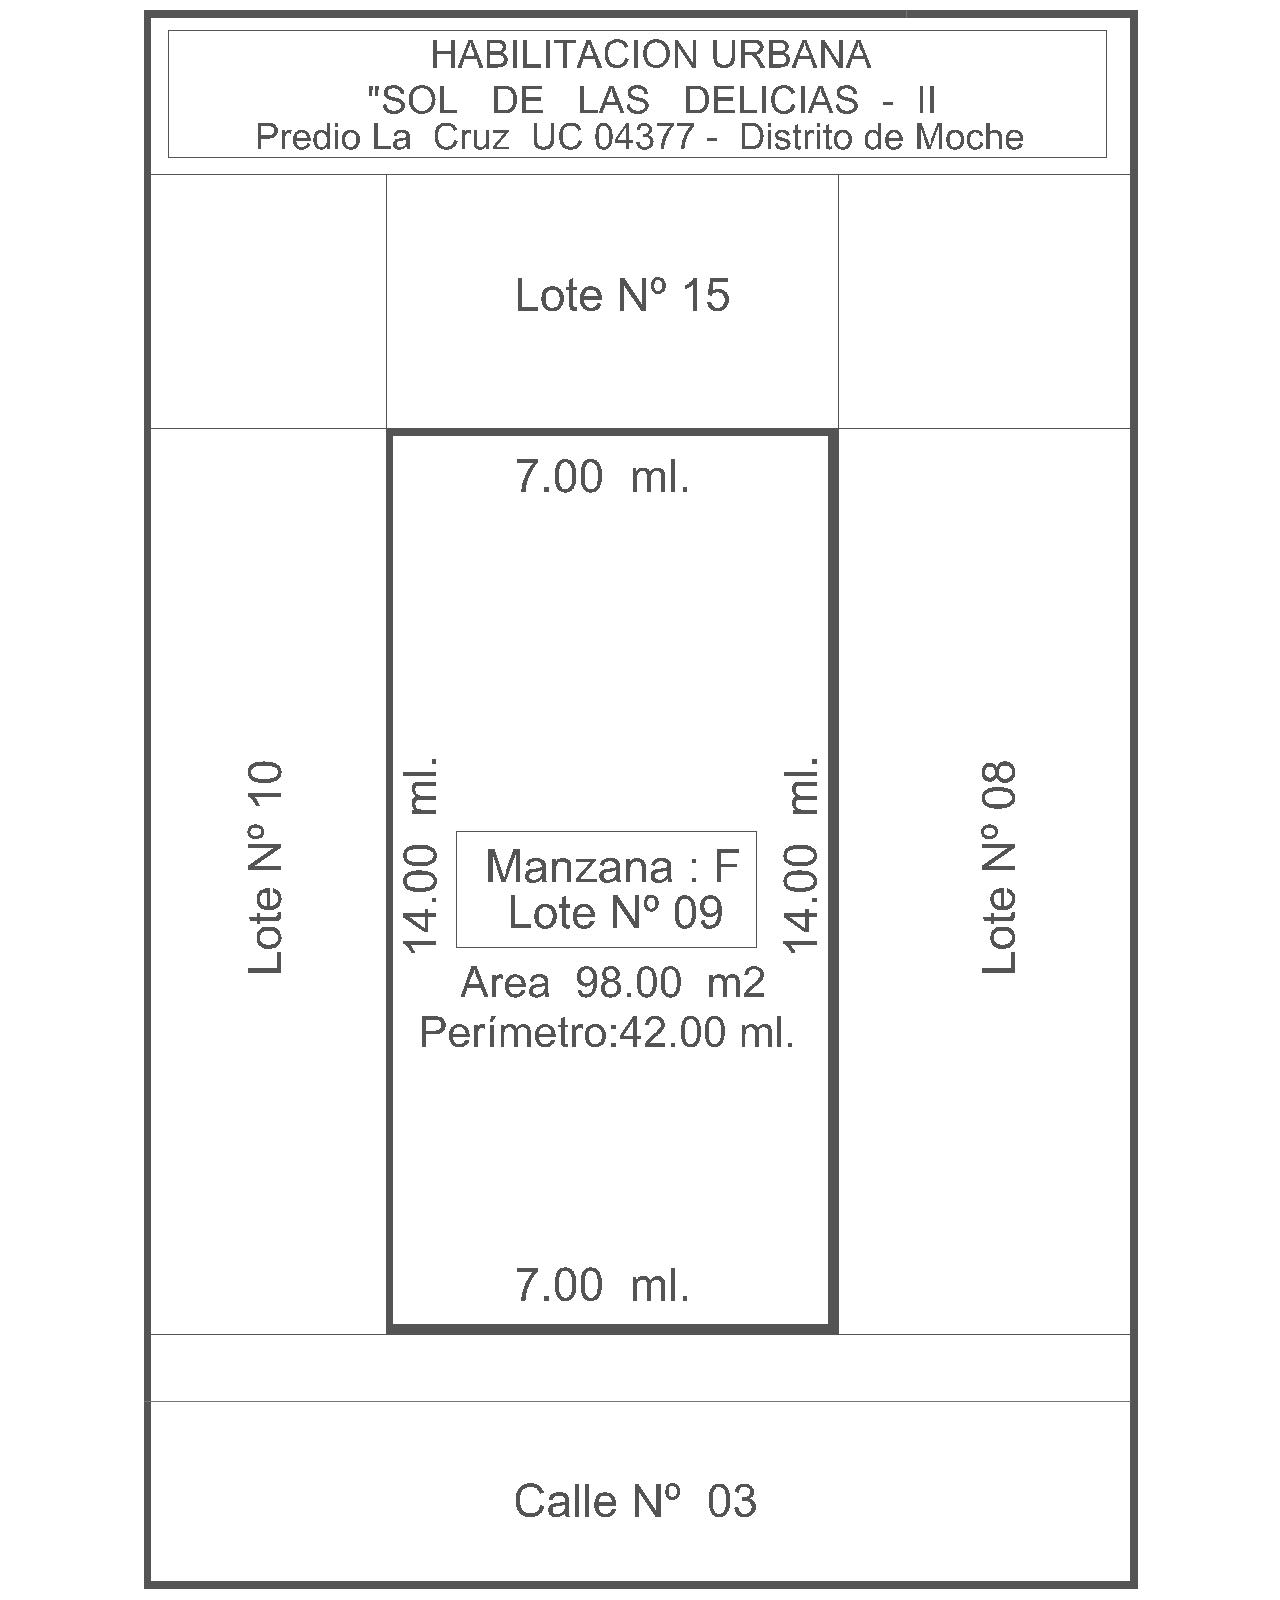 HABILITACION URBANA
"SOL DE LAS DELICIAS - II
Predio La Cruz UC 04377 - Distrito de Moche
Lote Nº 15
7.00 ml.
Lote Nº 10
14.00 ml.
Manzana : F
Lote Nº 09
14.00 ml.
Lote Nº 08
Area 98.00 m2
Perímetro:42.00 ml.
7.00 ml.
Calle Nº 03